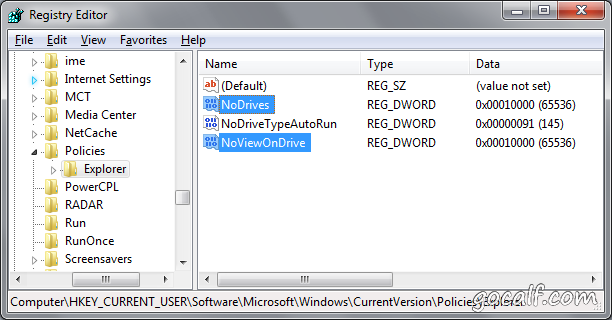 Registry Editor
File Edit View Favorites Help
ime
Internet Settings
MCT
Media Center
NetCache
Policies
Explorer
PowerCPL
RADAR
Run
RunOnce
Screensavers
Name Type Data
(Default) REG_SZ (value not set)
NoDrives REG_DWORD 0x00010000 (65536)
NoDriveTypeAutoRun REG_DWORD 0x00000091 (145)
NoViewOnDrive REG_DWORD 0x00010000 (65536)
Computer\HKEY_CURRENT_USER\Software\Microsoft\Windows\CurrentVersion\Policies\Explorer
gocalf.com